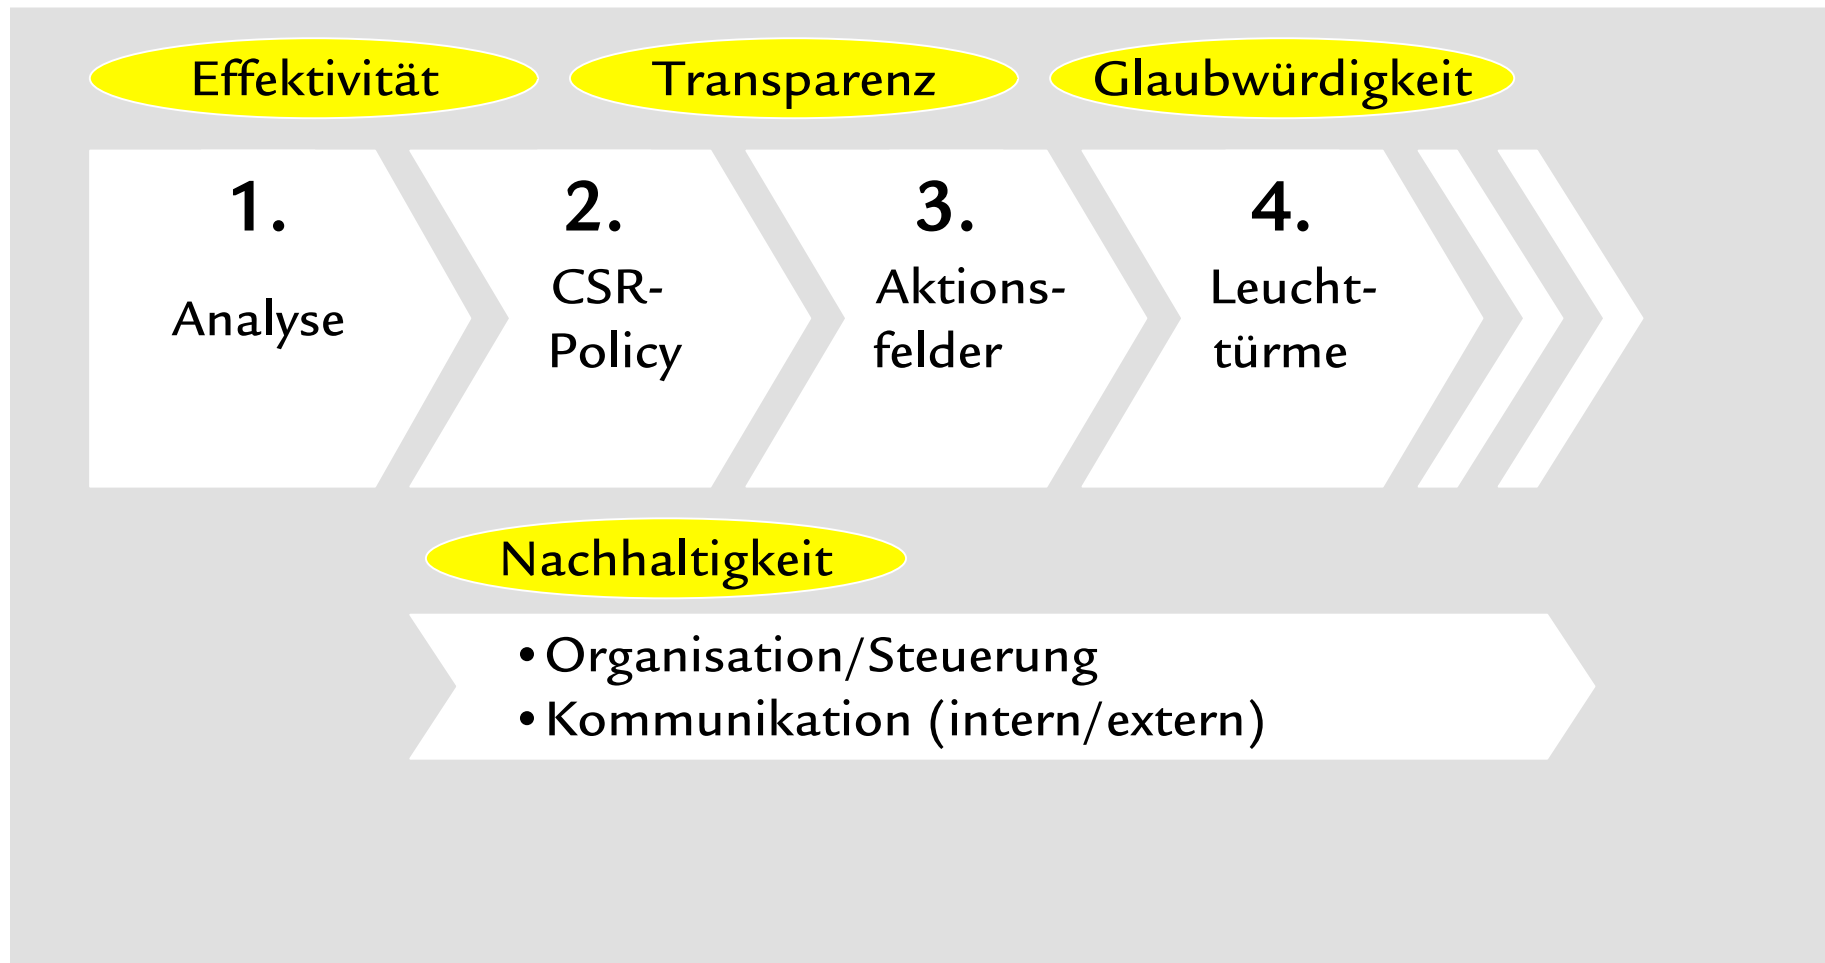 Effektivität
Transparenz
Glaubwürdigkeit
1.
Analyse
2.
CSR-
Policy
3.
Aktions-
felder
4.
Leucht-
türme
Nachhaltigkeit
•Organisation/Steuerung
•Kommunikation (intern/extern)